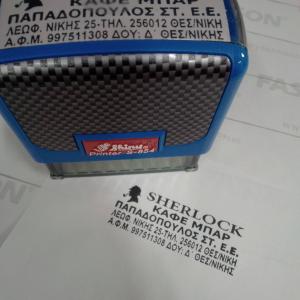 ΚΑΦΕ ΜΠΑΡ
ΠΑΠΑΔΟΠΟΥΛΟΣ ΣΤ. Ε.Ε.
ΛΕΩΦ. ΝΙΚΗΣ 25-ΤΗΛ. 256012 ΘΕΣ/ΝΙΚΗ
Α.Φ.Μ. 997511308 ΔΟΥ: Δ΄ ΘΕΣ/ΝΙΚΗΣ
Shiny
Printer S-854
SHERLOCK
ΚΑΦΕ ΜΠΑΡ
ΠΑΠΑΔΟΠΟΥΛΟΣ ΣΤ. Ε.Ε.
ΛΕΩΦ. ΝΙΚΗΣ 25-ΤΗΛ. 256012 ΘΕΣ/ΝΙΚΗ
Α.Φ.Μ. 997511308 ΔΟΥ: Δ΄ ΘΕΣ/ΝΙΚΗΣ